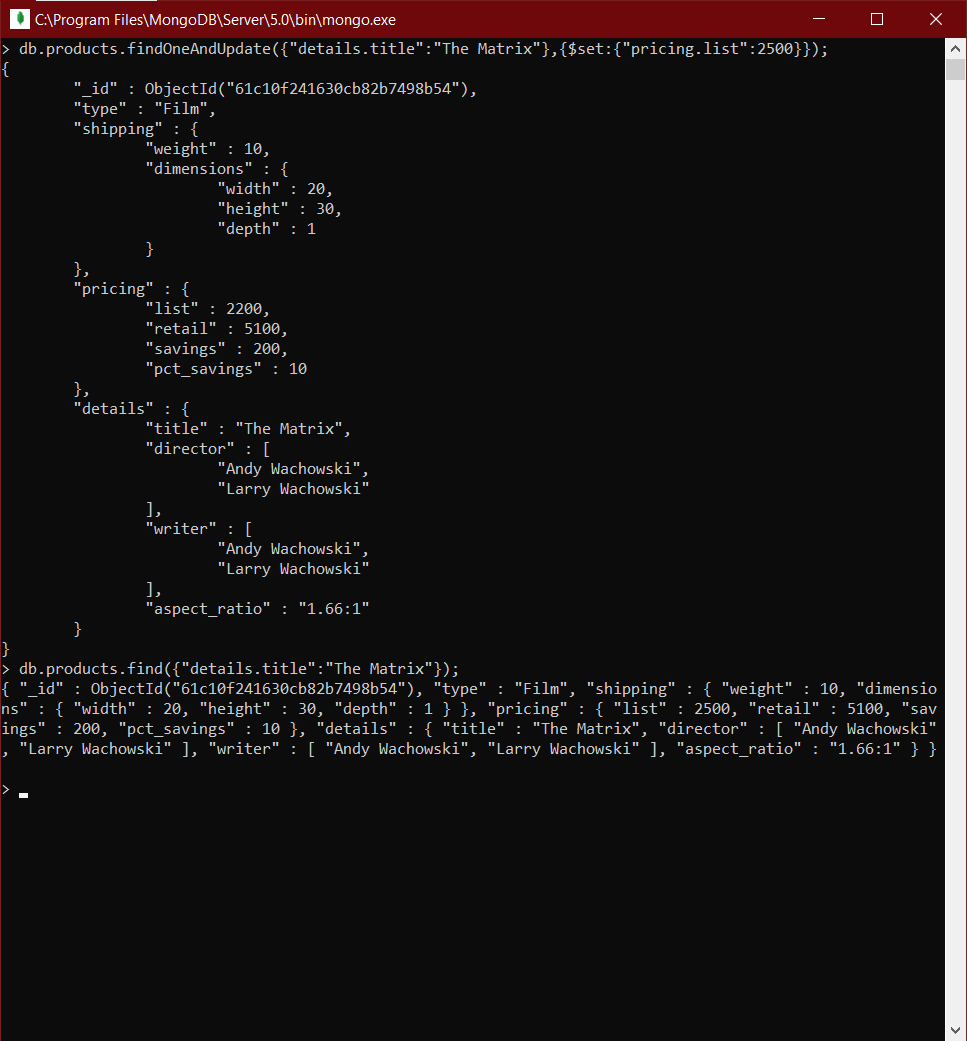 C:\Program Files\MongoDB\Server\5.0\bin\mongo.exe
> db.products.findOneAndUpdate({"details.title":"The Matrix"},{$set:{"pricing.list":2500}});
{
        "_id" : ObjectId("61c10f241630cb82b7498b54"),
        "type" : "Film",
        "shipping" : {
                "weight" : 10,
                "dimensions" : {
                        "width" : 20,
                        "height" : 30,
                        "depth" : 1
                }
        },
        "pricing" : {
                "list" : 2200,
                "retail" : 5100,
                "savings" : 200,
                "pct_savings" : 10
        },
        "details" : {
                "title" : "The Matrix",
                "director" : [
                        "Andy Wachowski",
                        "Larry Wachowski"
                ],
                "writer" : [
                        "Andy Wachowski",
                        "Larry Wachowski"
                ],
                "aspect_ratio" : "1.66:1"
        }
}
> db.products.find({"details.title":"The Matrix"});
{ "_id" : ObjectId("61c10f241630cb82b7498b54"), "type" : "Film", "shipping" : { "weight" : 10, "dimensio
ns" : { "width" : 20, "height" : 30, "depth" : 1 } }, "pricing" : { "list" : 2500, "retail" : 5100, "sav
ings" : 200, "pct_savings" : 10 }, "details" : { "title" : "The Matrix", "director" : [ "Andy Wachowski"
, "Larry Wachowski" ], "writer" : [ "Andy Wachowski", "Larry Wachowski" ], "aspect_ratio" : "1.66:1" } }
>